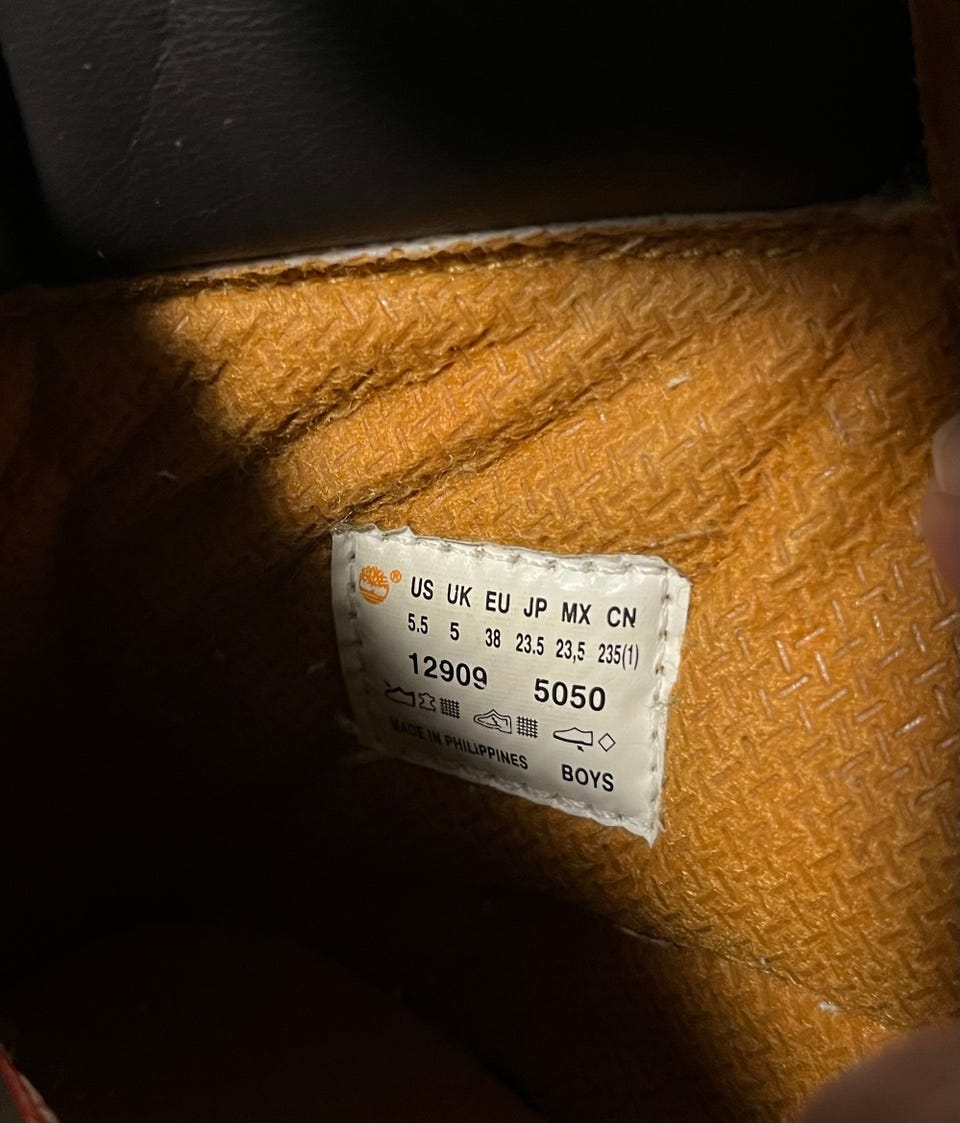 ® US UK EU JP MX CN
5.5 5 38 23.5 23,5 235(1)
12909 5050
MADE IN PHILIPPINES BOYS